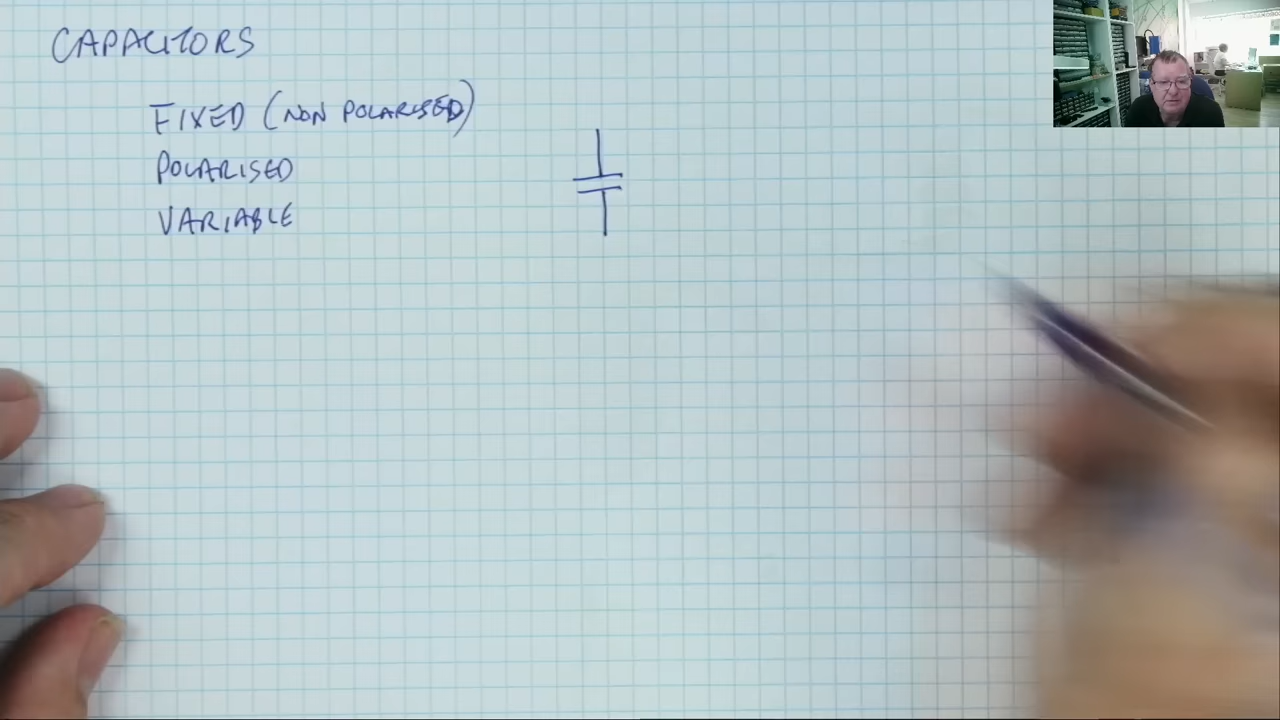 CAPACITORS
FIXED (NON POLARISED)
POLARISED
VARIABLE